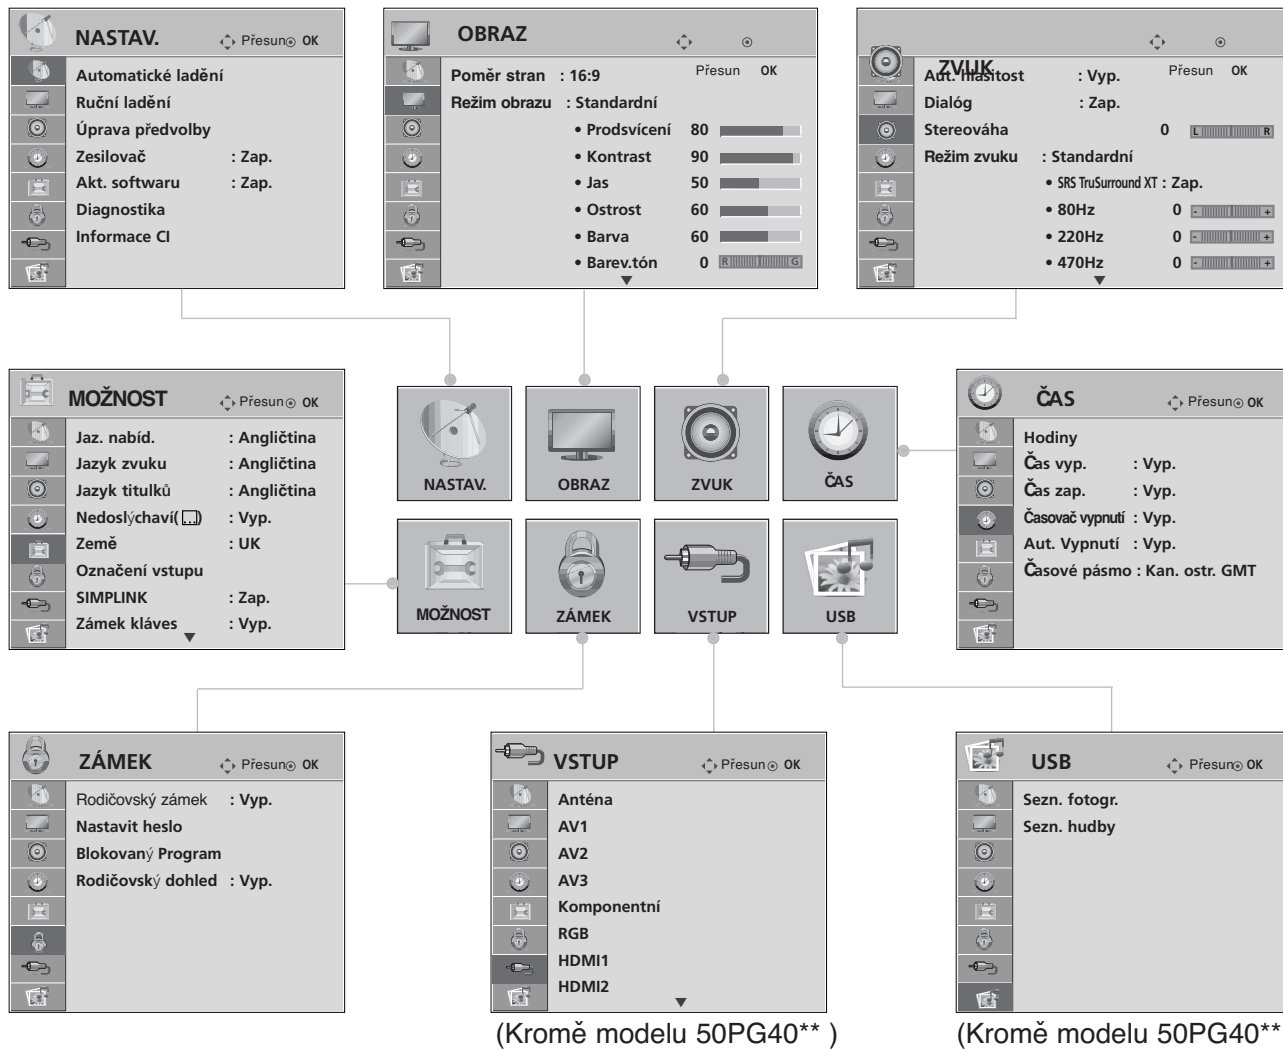 NASTAV.
Přesun OK
Automatické ladění
Ruční ladění
Úprava předvolby
Zesilovač : Zap.
Akt. softwaru : Zap.
Diagnostika
Informace CI
OBRAZ
Přesun OK
Poměr stran : 16:9
Režim obrazu : Standardní
• Prodsvícení 80
• Kontrast 90
• Jas 50
• Ostrost 60
• Barva 60
• Barev.tón 0 R G
ZVUK
Přesun OK
Aut. hlasitost : Vyp.
Dialóg : Zap.
Stereováha 0 L R
Režim zvuku : Standardní
• SRS TruSurround XT : Zap.
• 80Hz 0 - +
• 220Hz 0 - +
• 470Hz 0 - +
MOŽNOST
Přesun OK
Jaz. nabíd. : Angličtina
Jazyk zvuku : Angličtina
Jazyk titulků : Angličtina
Nedoslýchaví( ) : Vyp.
Země : UK
Označení vstupu
SIMPLINK : Zap.
Zámek kláves : Vyp.
NASTAV.
OBRAZ
ZVUK
ČAS
MOŽNOST
ZÁMEK
VSTUP
USB
ČAS
Přesun OK
Hodiny
Čas vyp. : Vyp.
Čas zap. : Vyp.
Časovač vypnutí : Vyp.
Aut. Vypnutí : Vyp.
Časové pásmo : Kan. ostr. GMT
ZÁMEK
Přesun OK
Rodičovský zámek : Vyp.
Nastavit heslo
Blokovaný Program
Rodičovský dohled : Vyp.
VSTUP
Přesun OK
Anténa
AV1
AV2
AV3
Komponentní
RGB
HDMI1
HDMI2
(Kromě modelu 50PG40** )
USB
Přesun OK
Sezn. fotogr.
Sezn. hudby
(Kromě modelu 50PG40**